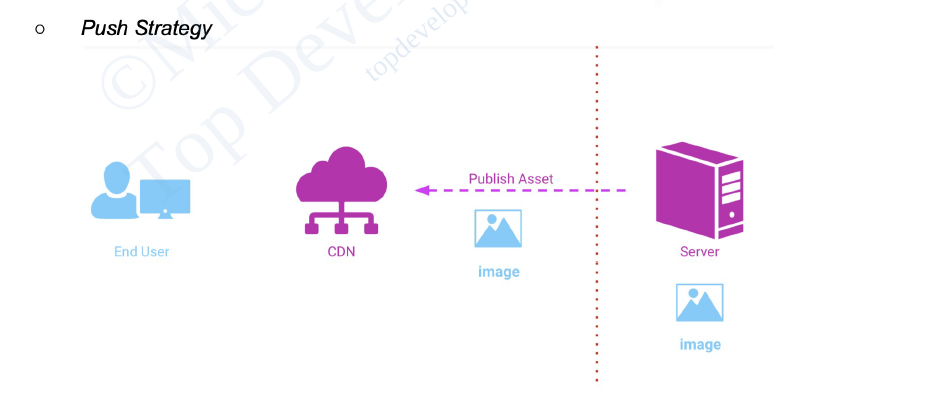 o Push Strategy
Publish Asset
End User
CDN
image
Server
image